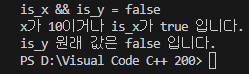 is_x && is_y = false
x가 10이거나 is_x가 true 입니다.
is_y 원래 값은 false 입니다.
PS D:\Visual Code C++ 200>